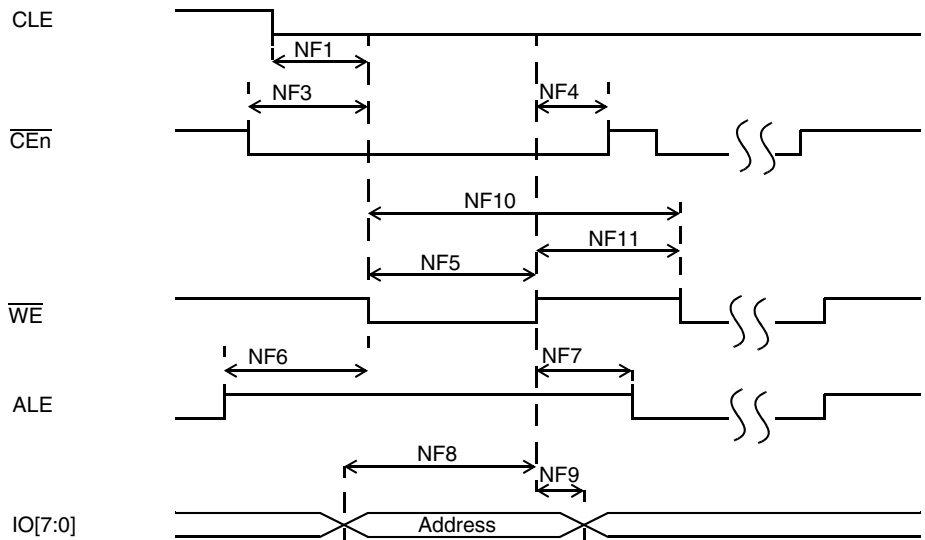 CLE
NF1
NF3
NF4
CEn
NF10
NF11
NF5
WE
NF6
NF7
ALE
NF8
NF9
IO[7:0]
Address